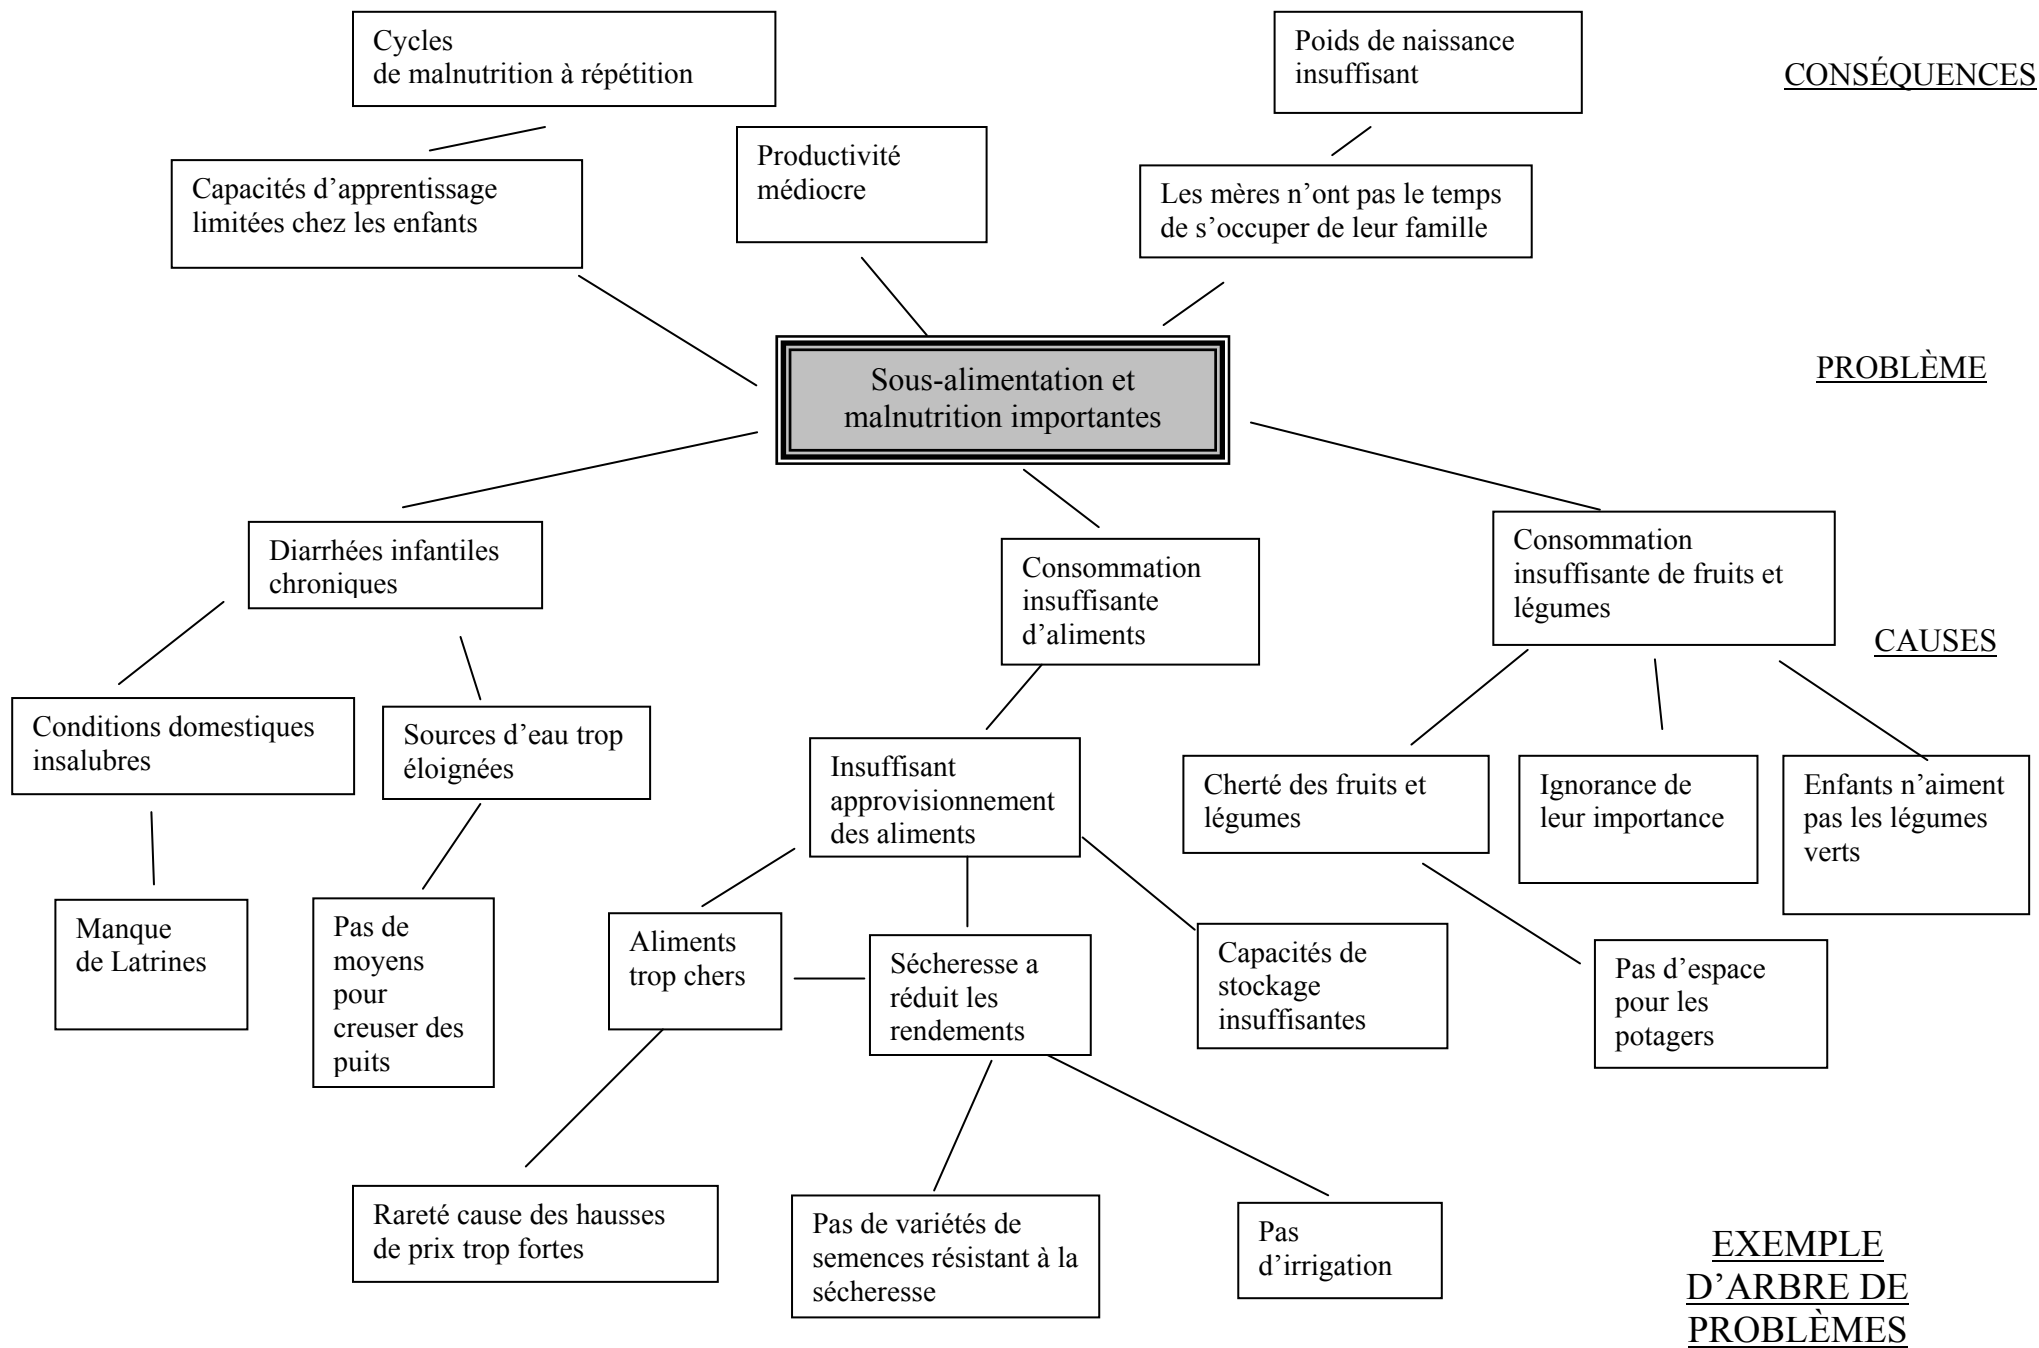 Cycles
de malnutrition à répétition
Poids de naissance
insuffisant
CONSÉQUENCES
Capacités d’apprentissage
limitées chez les enfants
Productivité
médiocre
Les mères n’ont pas le temps
de s’occuper de leur famille
Sous-alimentation et
malnutrition importantes
PROBLÈME
Diarrhées infantiles
chroniques
Consommation
insuffisante
d’aliments
Consommation
insuffisante de fruits et
légumes
CAUSES
Conditions domestiques
insalubres
Sources d’eau trop
éloignées
Insuffisant
approvisionnement
des aliments
Cherté des fruits et
légumes
Ignorance de
leur importance
Enfants n’aiment
pas les légumes
verts
Manque
de Latrines
Pas de
moyens
pour
creuser des
puits
Aliments
trop chers
Sécheresse a
réduit les
rendements
Capacités de
stockage
insuffisantes
Pas d’espace
pour les
potagers
Rareté cause des hausses
de prix trop fortes
Pas de variétés de
semences résistant à la
sécheresse
Pas
d’irrigation
EXEMPLE
D’ARBRE DE
PROBLÈMES